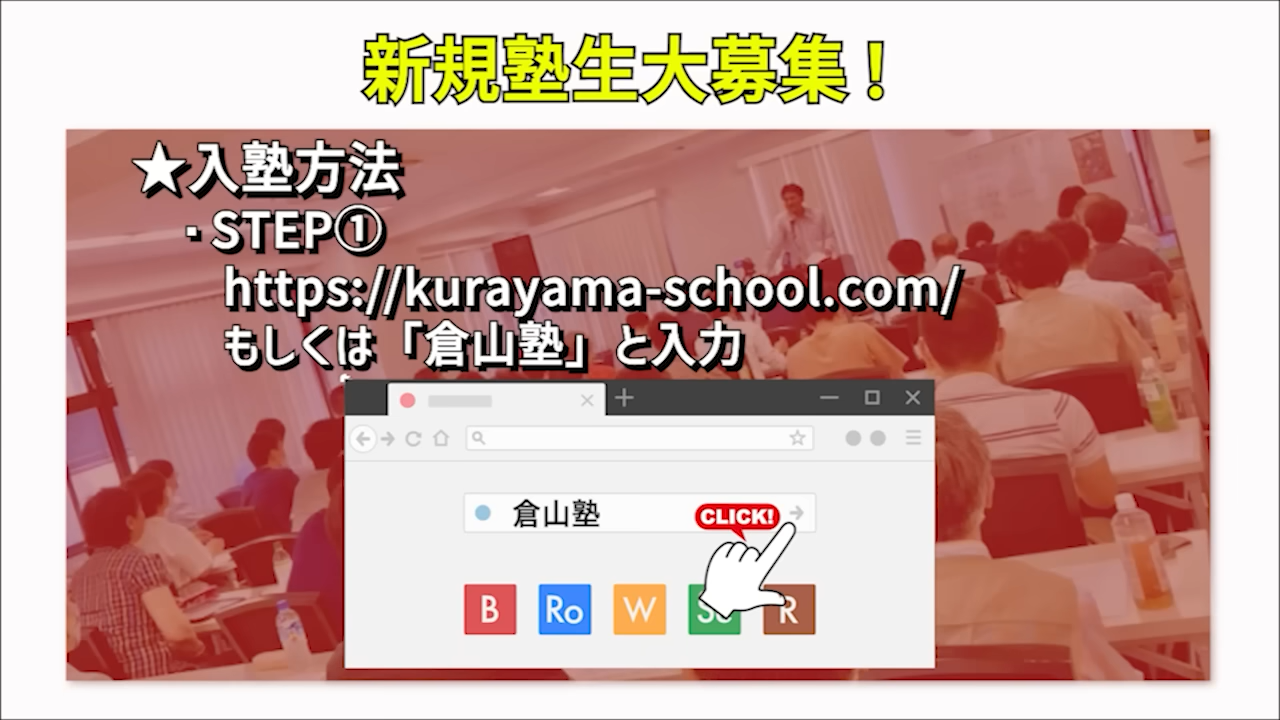 新規塾生大募集！
★入塾方法
・STEP①
https://kurayama-school.com/
もしくは「倉山塾」と入力
倉山塾
CLICK!
B Ro W Se R